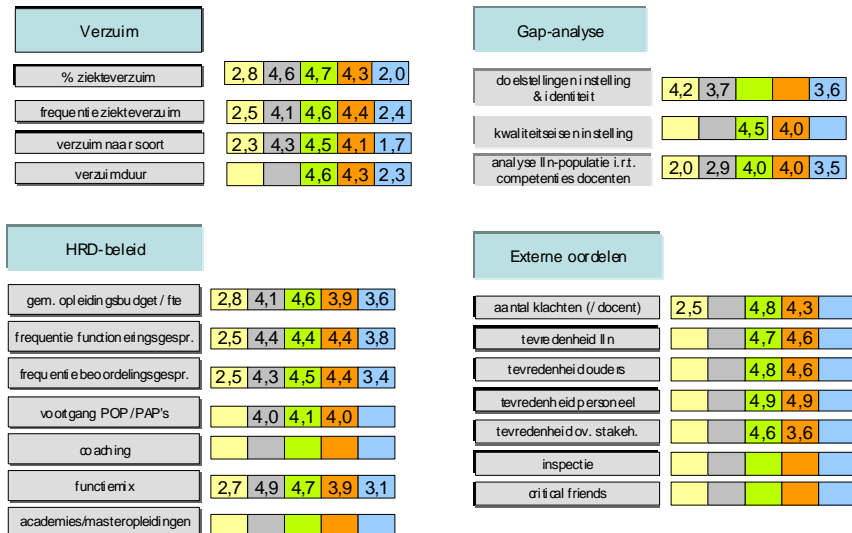 Verzuim
% ziekteverzuim 2,8 4,6 4,7 4,3 2,0
frequentie ziekteverzuim 2,5 4,1 4,6 4,4 2,4
verzuim naar soort 2,3 4,3 4,5 4,1 1,7
verzuimduur 4,6 4,3 2,3
Gap-analyse
doelstellingen instelling
& identiteit 4,2 3,7 3,6
kwaliteitseisen instelling 4,5 4,0
analyse lln-populatie i.r.t.
competenties docenten 2,0 2,9 4,0 4,0 3,5
HRD-beleid
gem. opleidingsbudget / fte 2,8 4,1 4,6 3,9 3,6
frequentie functioneringsgespr. 2,5 4,4 4,4 4,4 3,8
frequentie beoordelingsgespr. 2,5 4,3 4,5 4,4 3,4
voortgang POP/PAP's 4,0 4,1 4,0
coaching
functiemix 2,7 4,9 4,7 3,9 3,1
academies/masteropleidingen
Externe oordelen
aantal klachten (/ docent) 2,5 4,8 4,3
tevredenheid lln 4,7 4,6
tevredenheid ouders 4,8 4,6
tevredenheid personeel 4,9 4,9
tevredenheid ov. stakeh. 4,6 3,6
inspectie
critical friends